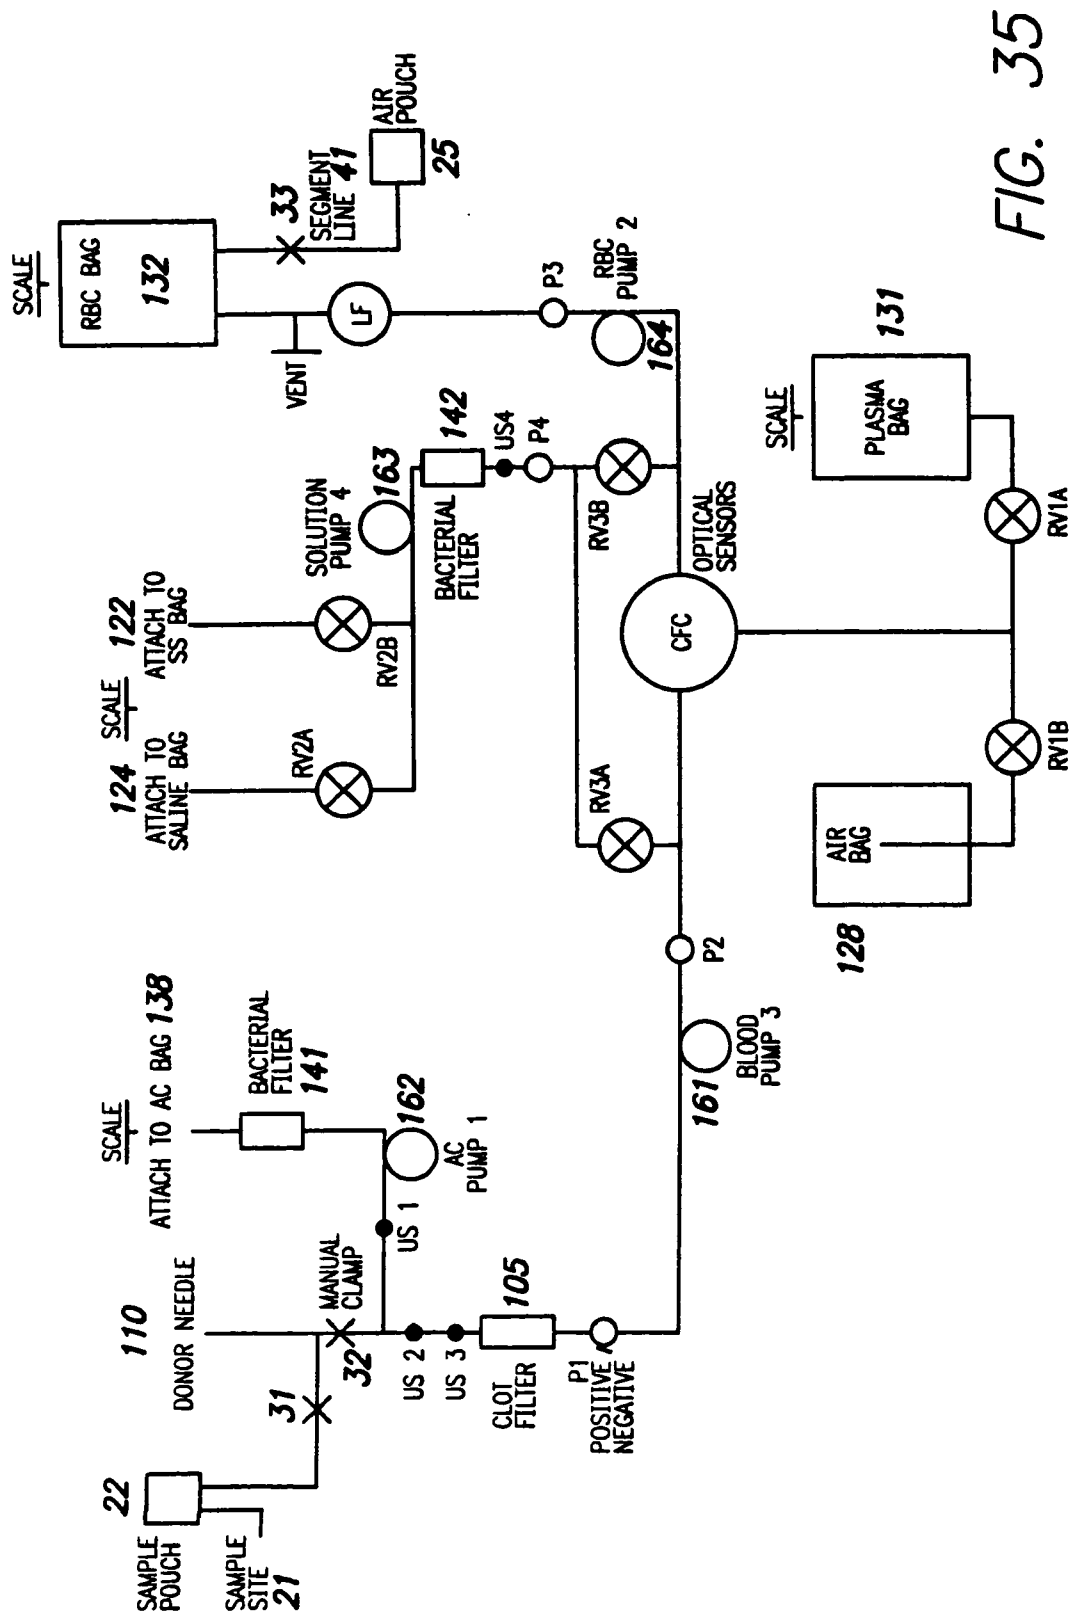 SAMPLE
POUCH
22
SAMPLE
SITE
21
31
110
DONOR NEEDLE
MANUAL
CLAMP
32
US 2
US 3
CLOT
FILTER
105
P1
POSITIVE
NEGATIVE
SCALE
ATTACH TO AC BAG 138
BACTERIAL
FILTER
141
162
AC
PUMP 1
US 1
161
BLOOD
PUMP 3
P2
124
ATTACH TO
SALINE BAG
SCALE
122
ATTACH TO
SS BAG
RV2A
RV2B
SOLUTION
PUMP 4
163
BACTERIAL
FILTER
142
US4
P4
RV3A
RV3B
CFC
OPTICAL
SENSORS
128
AIR
BAG
RV1B
SCALE
PLASMA
BAG
131
RV1A
SCALE
RBC BAG
132
VENT
LF
33
SEGMENT
LINE 41
AIR
POUCH
25
P3
RBC
PUMP 2
164
FIG. 35